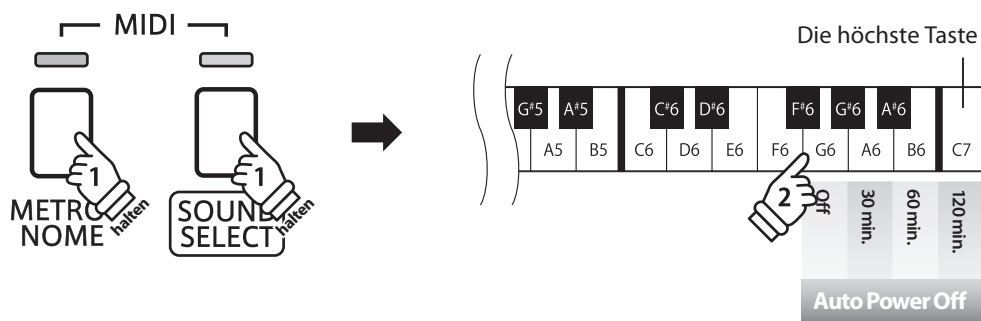 MIDI
METRO
NOME
SOUND
SELECT
1
halten
1
halten
Die höchste Taste
G#5 A#5 C#6 D#6 F#6 G#6 A#6
A5 B5 C6 D6 E6 F6 G6 A6 B6 C7
2
Off
30 min.
60 min.
120 min.
Auto Power Off